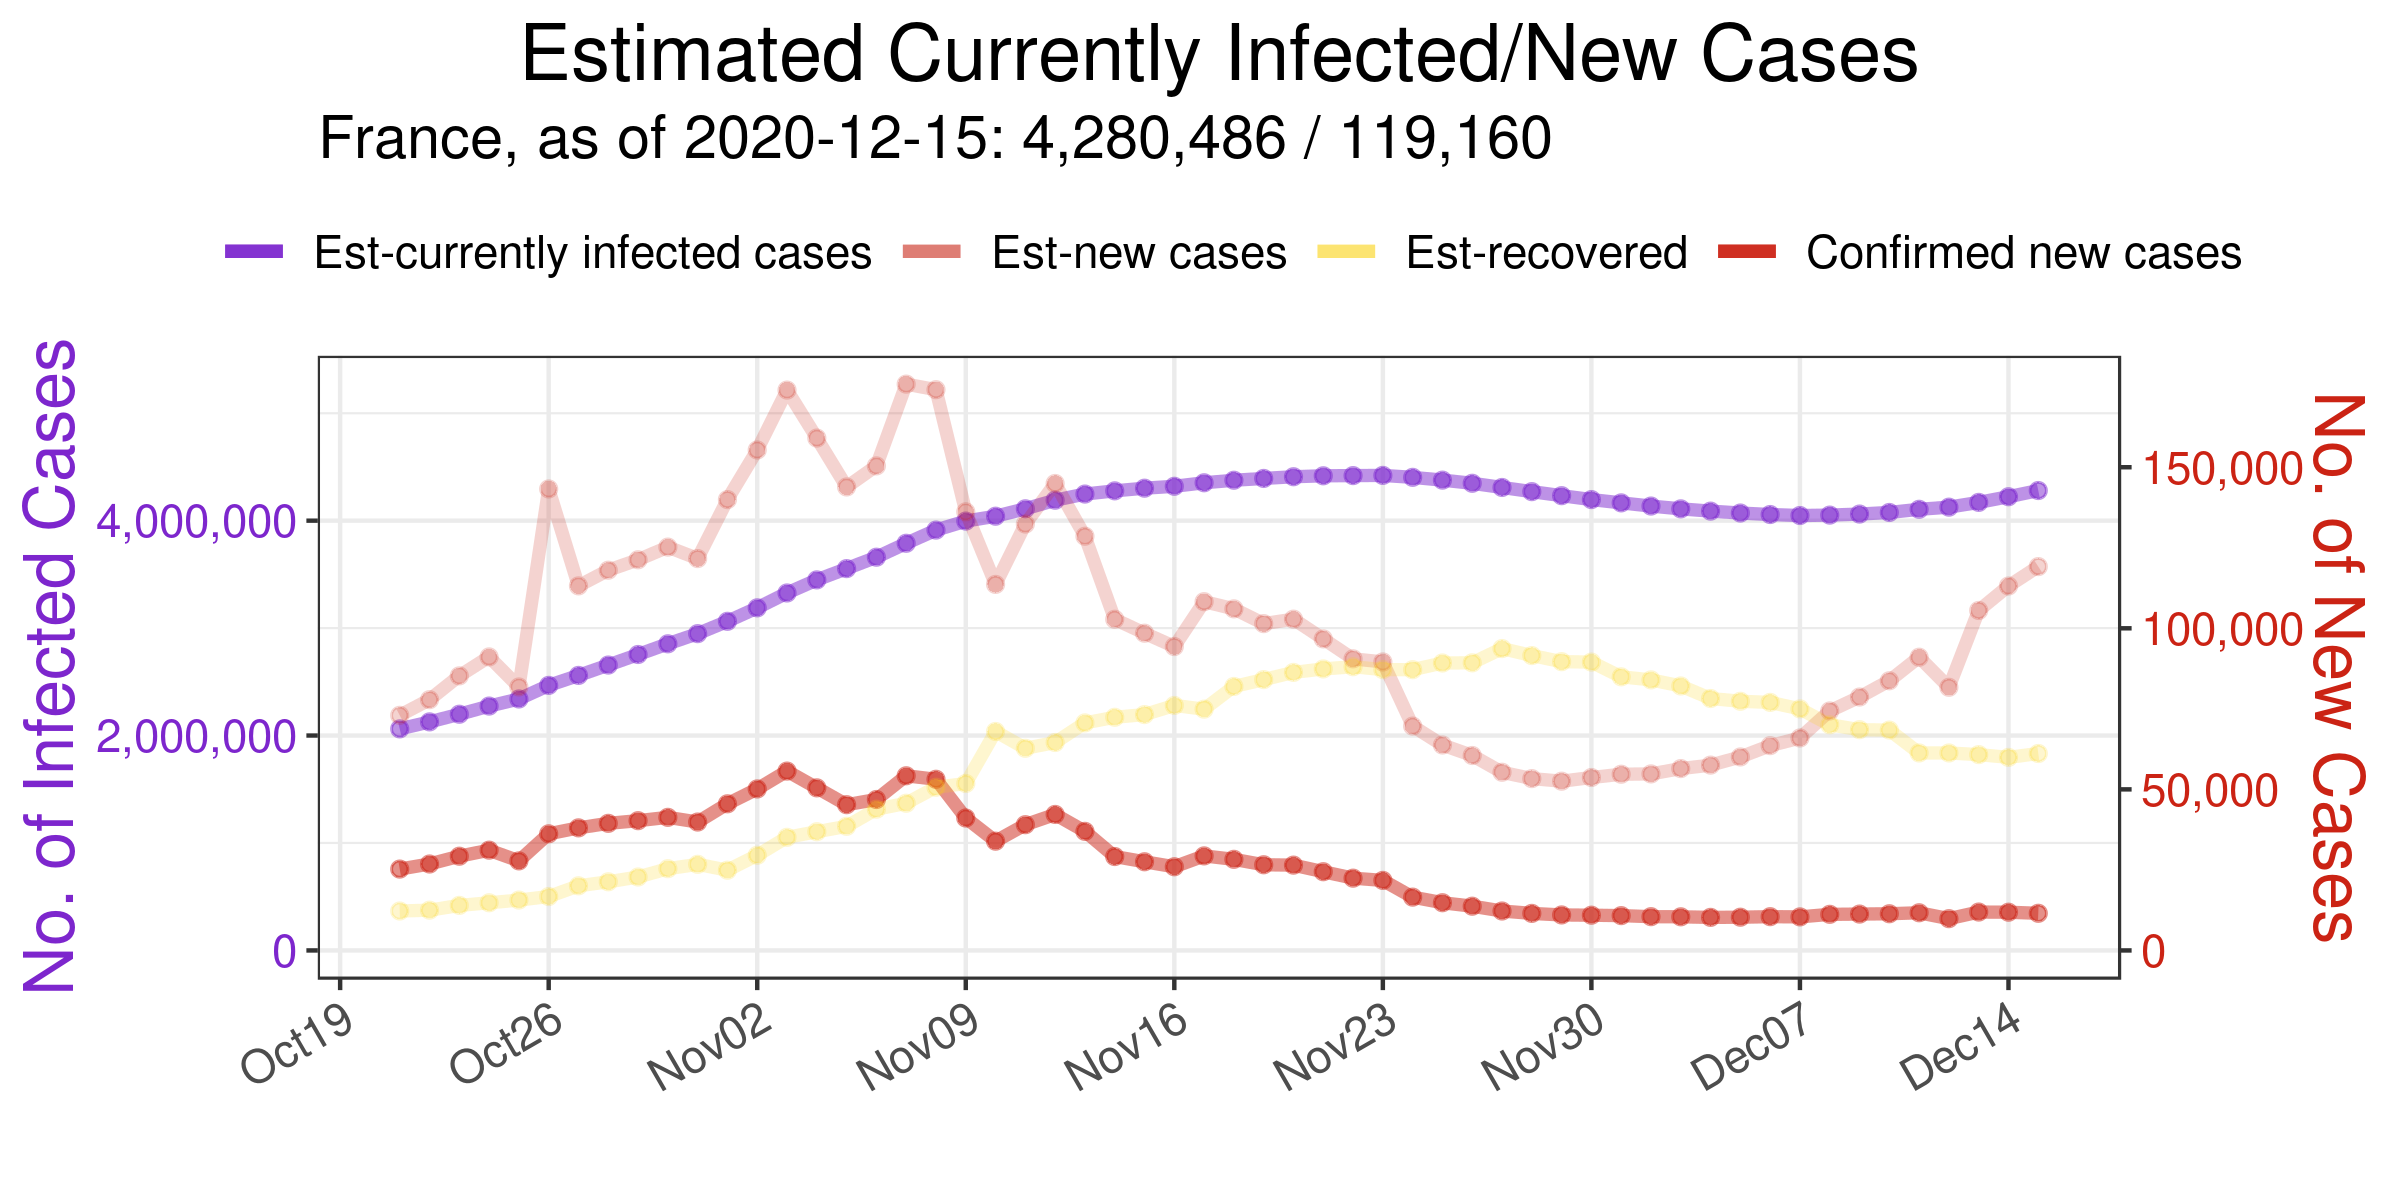 Estimated Currently Infected/New Cases
France, as of 2020-12-15: 4,280,486 / 119,160
Est-currently infected cases Est-new cases Est-recovered Confirmed new cases
No. of Infected Cases
4,000,000
2,000,000
0
150,000
100,000
50,000
0
No. of New Cases
Oct19 Oct26 Nov02 Nov09 Nov16 Nov23 Nov30 Dec07 Dec14